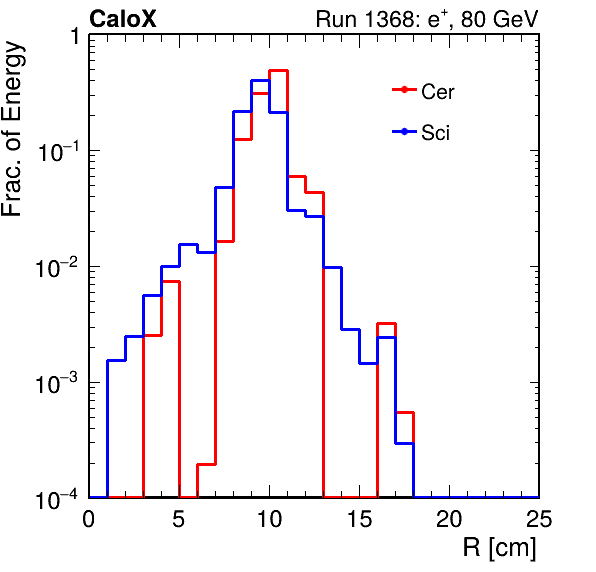 CaloX Run 1368: e⁺, 80 GeV
Frac. of Energy
1
10⁻¹
10⁻²
10⁻³
10⁻⁴
Cer
Sci
0 5 10 15 20 25
R [cm]